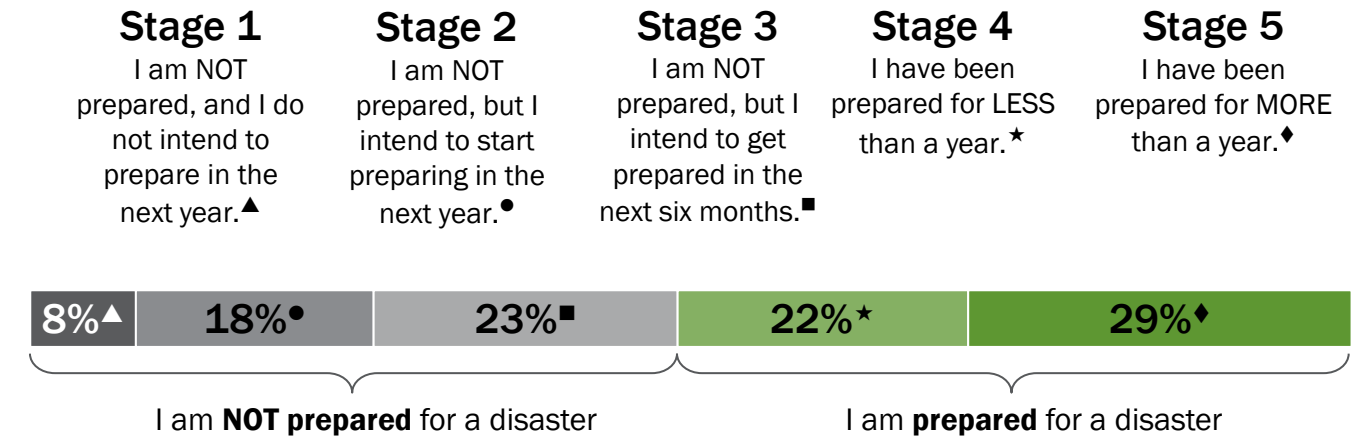 Stage 1
I am NOT
prepared, and I do
not intend to
prepare in the
next year.▲
Stage 2
I am NOT
prepared, but I
intend to start
preparing in the
next year.●
Stage 3
I am NOT
prepared, but I
intend to get
prepared in the
next six months.■
Stage 4
I have been
prepared for LESS
than a year.★
Stage 5
I have been
prepared for MORE
than a year.♦
8%▲
18%●
23%■
22%★
29%♦
I am NOT prepared for a disaster
I am prepared for a disaster